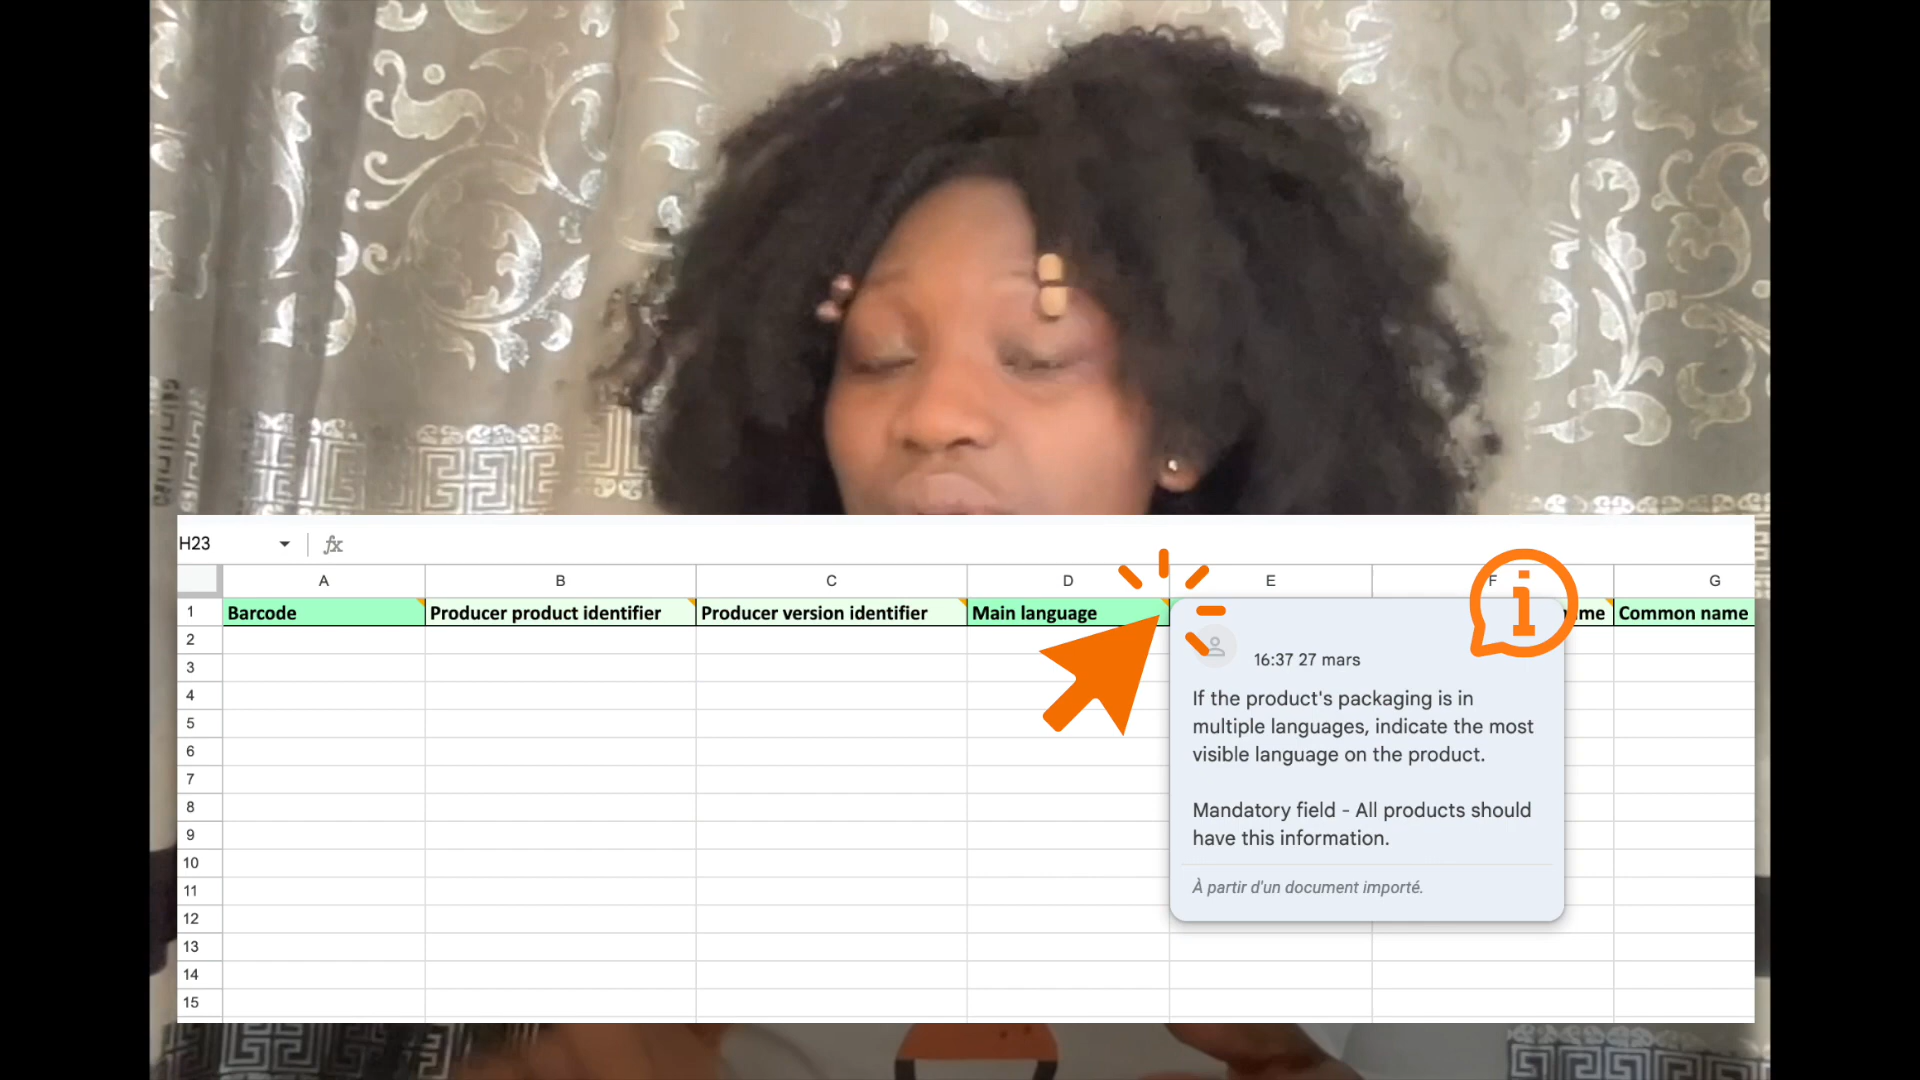 H23 fx
A B C D E F G
1 Barcode Producer product identifier Producer version identifier Main language me Common name
2
3
4
5
6
7
8
9
10
11
12
13
14
15
i
16:37 27 mars
If the product's packaging is in
multiple languages, indicate the most
visible language on the product.
Mandatory field - All products should
have this information.
À partir d'un document importé.